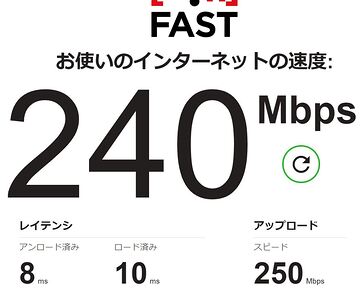 FAST
お使いのインターネットの速度:
240 Mbps
レイテンシ アップロード
アンロード済み ロード済み スピード
8 ms 10 ms 250 Mbps